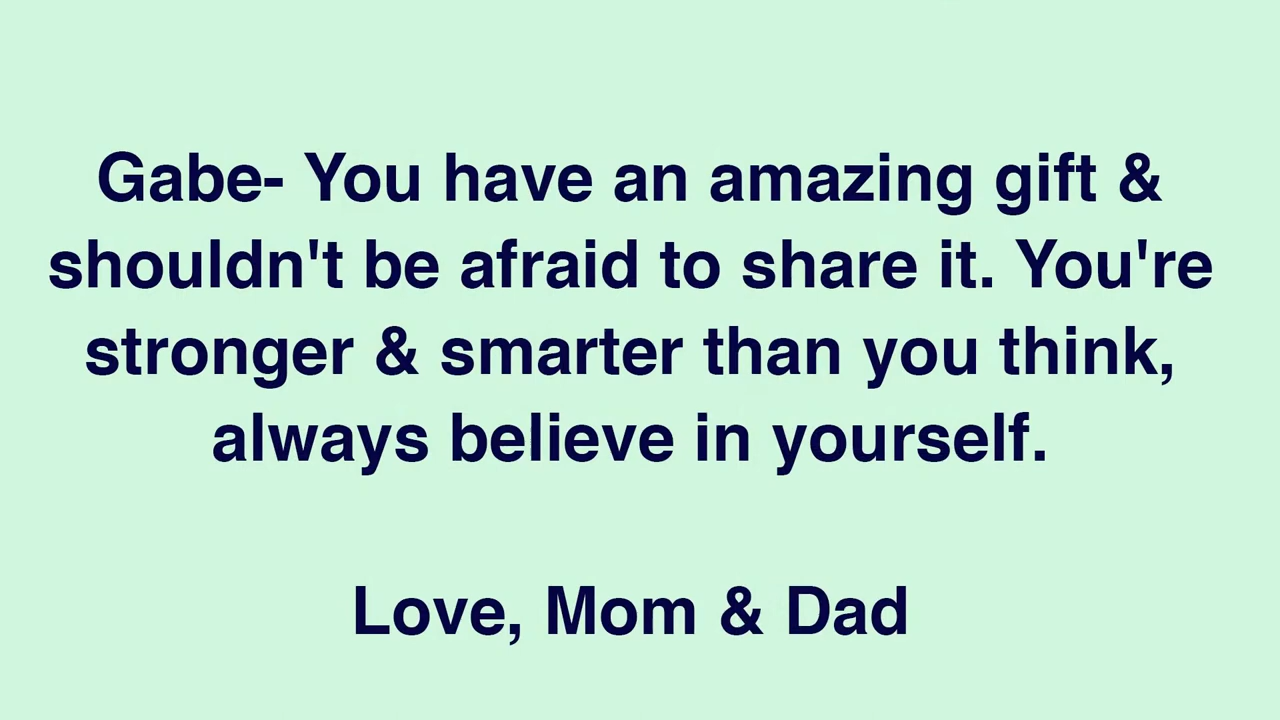 Gabe- You have an amazing gift &
shouldn't be afraid to share it. You're
stronger & smarter than you think,
always believe in yourself.
Love, Mom & Dad